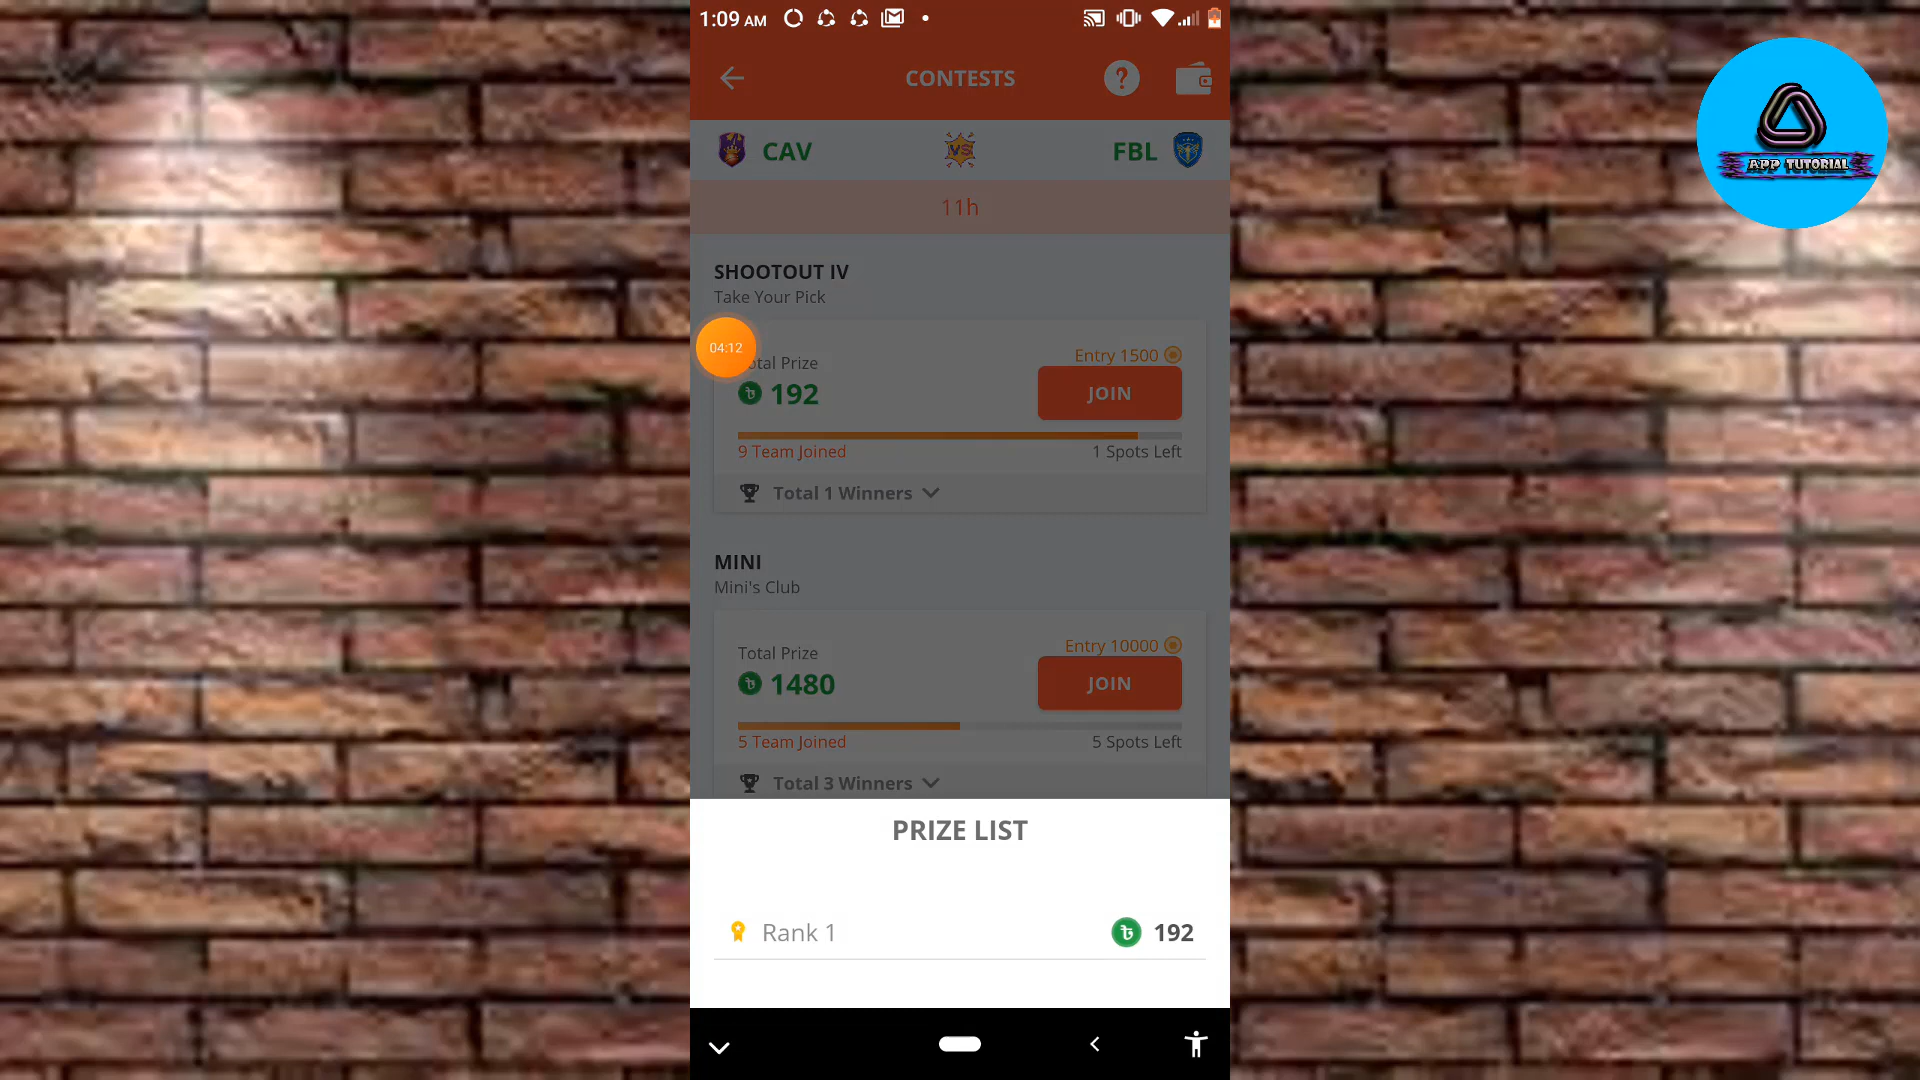 1:09 AM
CONTESTS
?
CAV
VS
FBL
11h
SHOOTOUT IV
Take Your Pick
04:12
otal Prize
Entry 1500
৳ 192
JOIN
9 Team Joined
1 Spots Left
Total 1 Winners
MINI
Mini's Club
Total Prize
Entry 10000
৳ 1480
JOIN
5 Team Joined
5 Spots Left
Total 3 Winners
PRIZE LIST
Rank 1
৳ 192
APP TUTORIAL